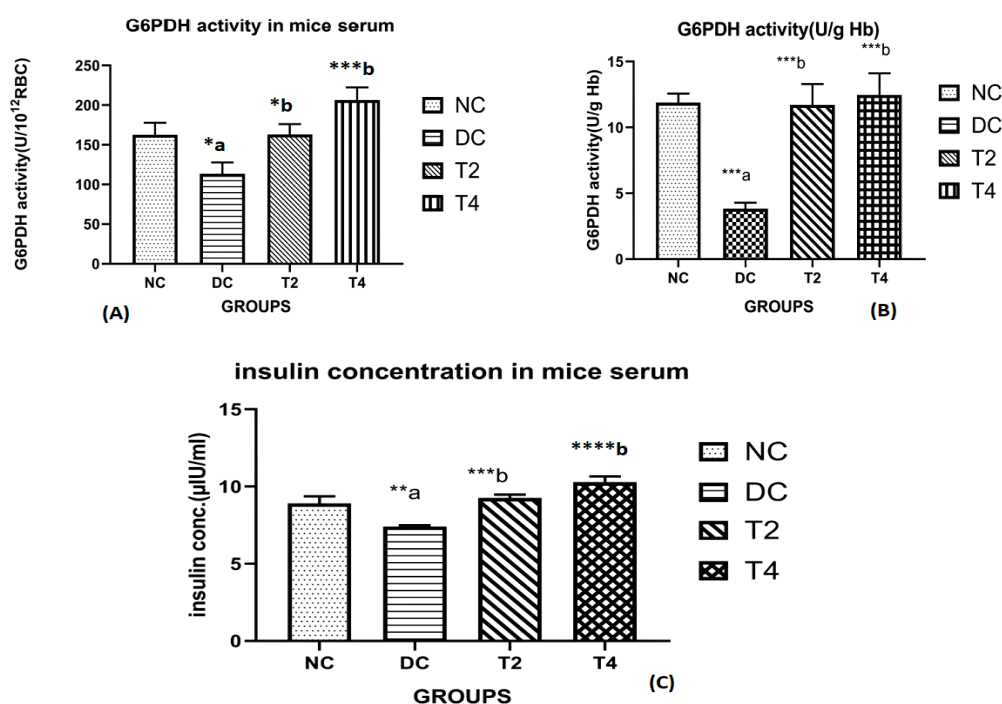 G6PDH activity in mice serum
G6PDH activity(U/10¹²RBC)
250
200
150
100
50
0
*a
*b
***b
NC
DC
T2
T4
GROUPS
(A)
NC
DC
T2
T4
G6PDH activity(U/g Hb)
G6PDH activity(U/g Hb)
15
10
5
0
***a
***b
***b
NC
DC
T2
T4
GROUPS
(B)
NC
DC
T2
T4
insulin concentration in mice serum
insulin conc.(µIU/ml)
15
10
5
0
**a
***b
****b
NC
DC
T2
T4
GROUPS
(C)
NC
DC
T2
T4